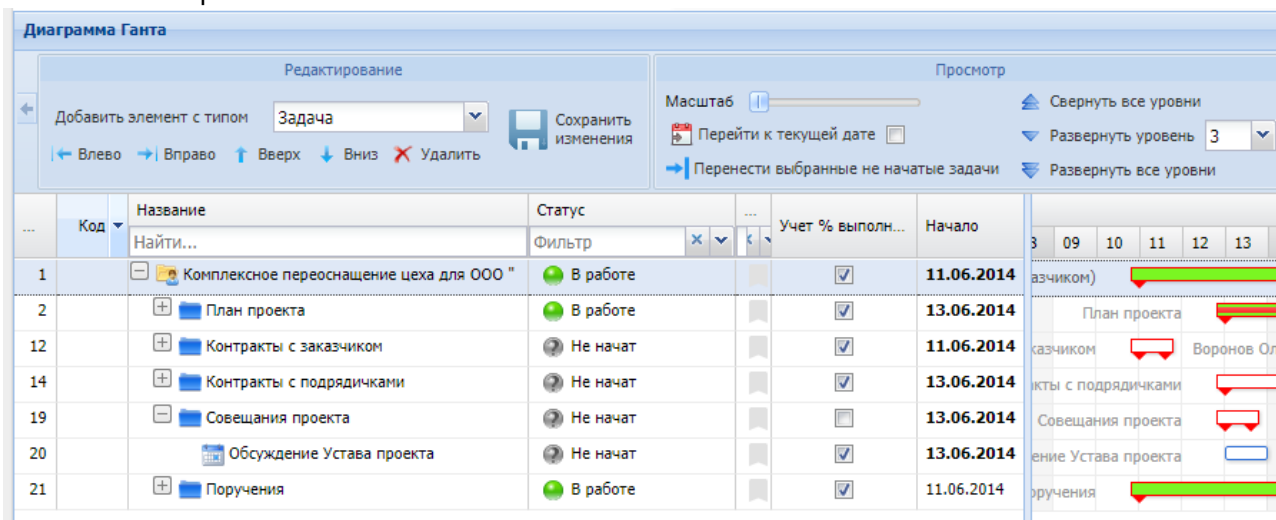 Диаграмма Ганта
Редактирование
Просмотр
Добавить элемент с типом Задача
Сохранить изменения
Влево Вправо Вверх Вниз Удалить
Масштаб
Перейти к текущей дате
Перенести выбранные не начатые задачи
Свернуть все уровни
Развернуть уровень 3
Развернуть все уровни
... Код Название Статус ... Учет % выполн... Начало
Найти... Фильтр
09 10 11 12 13
1 Комплексное переоснащение цеха для ООО " В работе 11.06.2014 азчиком)
2 План проекта В работе 13.06.2014 План проекта
12 Контракты с заказчиком Не начат 11.06.2014 казчиком Воронов Ол
14 Контракты с подрядичками Не начат 13.06.2014 акты с подрядичками
19 Совещания проекта Не начат 13.06.2014 Совещания проекта
20 Обсуждение Устава проекта Не начат 13.06.2014 ение Устава проекта
21 Поручения В работе 11.06.2014 оручения